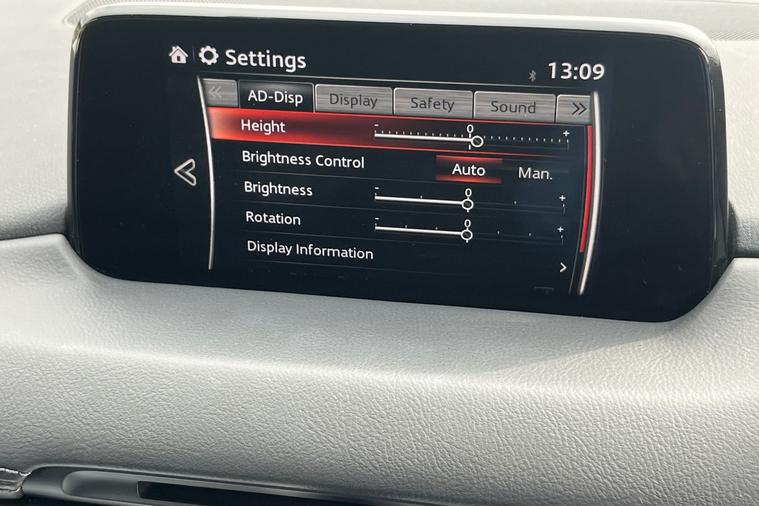 Settings
13:09
AD-Disp Display Safety Sound
Height - 0 +
Brightness Control Auto Man.
Brightness - 0 +
Rotation - 0 +
Display Information